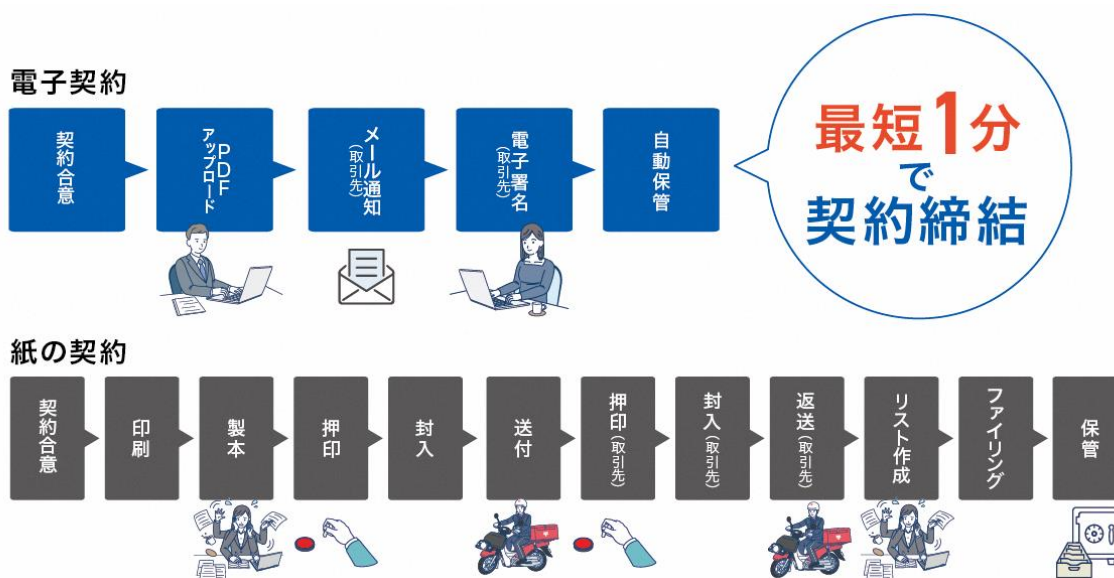 電子契約
契約合意
PDF
アップロード
メール通知
(取引先)
電子署名
(取引先)
自動保管
最短1分
で
契約締結
紙の契約
契約合意
印刷
製本
押印
封入
送付
押印(取引先)
封入(取引先)
返送(取引先)
リスト作成
ファイリング
保管